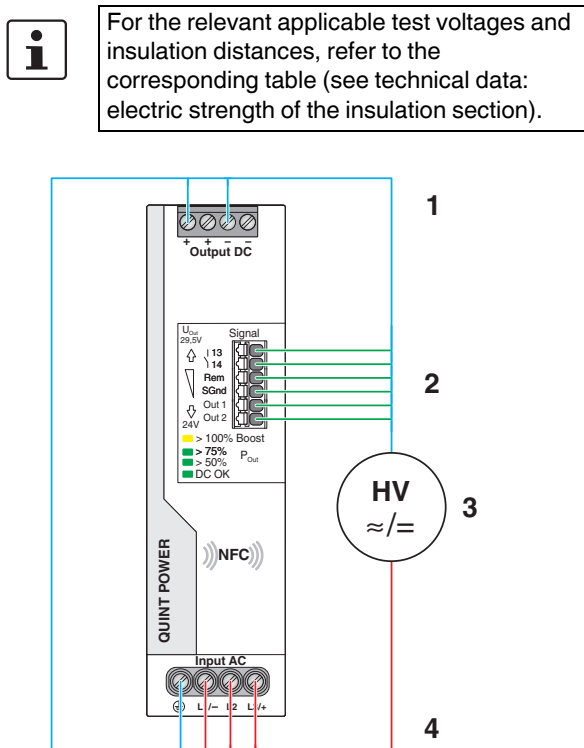 For the relevant applicable test voltages and
insulation distances, refer to the
corresponding table (see technical data:
electric strength of the insulation section).
1
+ + – –
Output DC
UOut
29,5V
Signal
13
14
Rem
SGnd
Out 1
Out 2
24V
2
> 100% Boost
> 75%
> 50%
POut
DC OK
HV
≈/=
3
NFC
QUINT POWER
Input AC
L1/– L2 L3/+
4